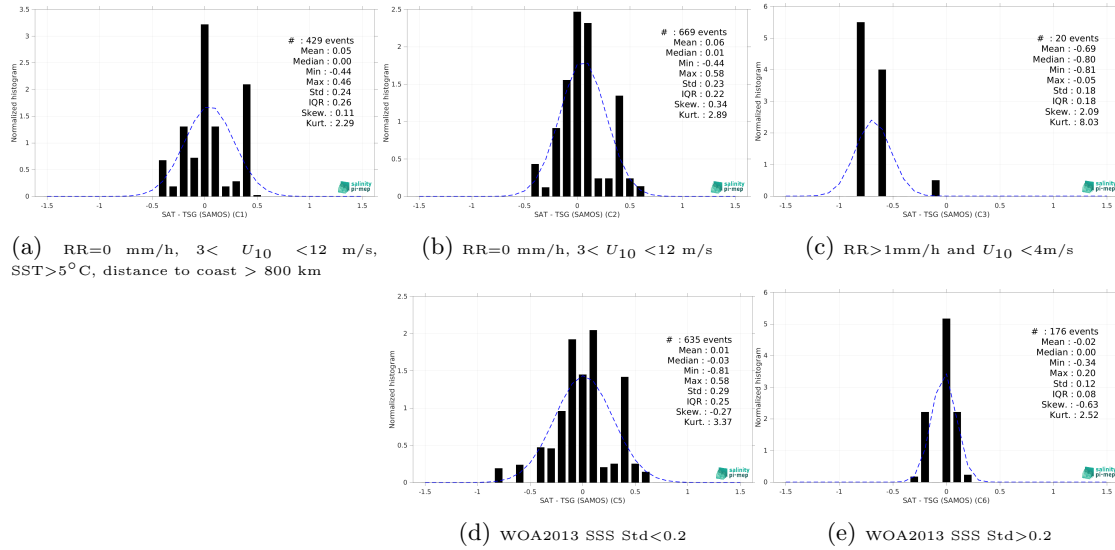 3.5
3
2.5
2
1.5
1
0.5
0
-1.5 -1 -0.5 0 0.5 1 1.5
Normalized histogram
SAT - TSG (SAMOS) (C1)
# : 429 events
Mean : 0.05
Median : 0.00
Min : -0.44
Max : 0.46
Std : 0.24
IQR : 0.26
Skew. : 0.11
Kurt. : 2.29
salinity
pi-mep
(a) RR=0 mm/h, 3< U10 <12 m/s,
SST>5°C, distance to coast > 800 km
2.5
2
1.5
1
0.5
0
-1.5 -1 -0.5 0 0.5 1 1.5
Normalized histogram
SAT - TSG (SAMOS) (C2)
# : 669 events
Mean : 0.06
Median : 0.01
Min : -0.44
Max : 0.58
Std : 0.23
IQR : 0.22
Skew. : 0.34
Kurt. : 2.89
salinity
pi-mep
(b) RR=0 mm/h, 3< U10 <12 m/s
6
5
4
3
2
1
0
-1.5 -1 -0.5 0 0.5 1 1.5
Normalized histogram
SAT - TSG (SAMOS) (C3)
# : 20 events
Mean : -0.69
Median : -0.80
Min : -0.81
Max : -0.05
Std : 0.18
IQR : 0.18
Skew. : 2.09
Kurt. : 8.03
salinity
pi-mep
(c) RR>1mm/h and U10 <4m/s
2.5
2
1.5
1
0.5
0
-1.5 -1 -0.5 0 0.5 1 1.5
Normalized histogram
SAT - TSG (SAMOS) (C5)
# : 635 events
Mean : 0.01
Median : -0.03
Min : -0.81
Max : 0.58
Std : 0.29
IQR : 0.25
Skew. : -0.27
Kurt. : 3.37
salinity
pi-mep
(d) WOA2013 SSS Std<0.2
6
5
4
3
2
1
0
-1.5 -1 -0.5 0 0.5 1 1.5
Normalized histogram
SAT - TSG (SAMOS) (C6)
# : 176 events
Mean : -0.02
Median : 0.00
Min : -0.34
Max : 0.20
Std : 0.12
IQR : 0.08
Skew. : -0.63
Kurt. : 2.52
salinity
pi-mep
(e) WOA2013 SSS Std>0.2